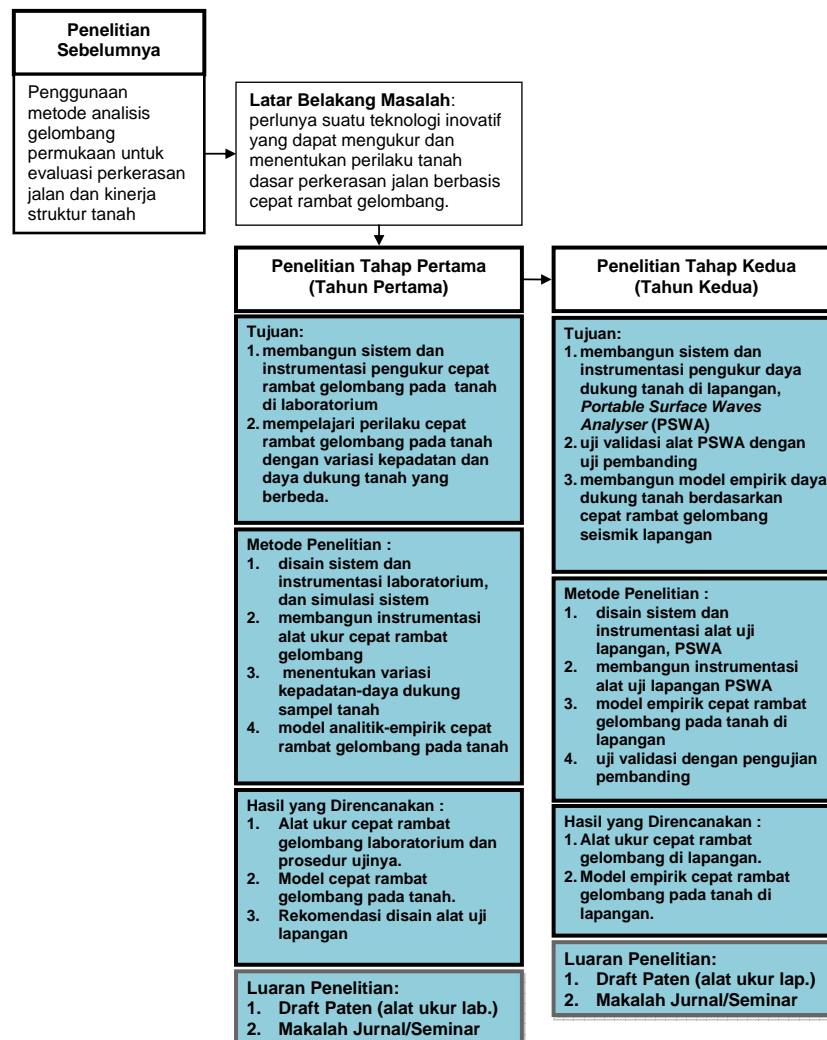 Penelitian
Sebelumnya
Penggunaan
metode analisis
gelombang
permukaan untuk
evaluasi perkerasan
jalan dan kinerja
struktur tanah
Latar Belakang Masalah:
perlunya suatu teknologi inovatif
yang dapat mengukur dan
menentukan perilaku tanah
dasar perkerasan jalan berbasis
cepat rambat gelombang.
Penelitian Tahap Pertama
(Tahun Pertama)
Tujuan:
1. membangun sistem dan
instrumentasi pengukur cepat
rambat gelombang pada tanah
di laboratorium
2. mempelajari perilaku cepat
rambat gelombang pada tanah
dengan variasi kepadatan dan
daya dukung tanah yang
berbeda.
Metode Penelitian :
1. disain sistem dan
instrumentasi laboratorium,
dan simulasi sistem
2. membangun instrumentasi
alat ukur cepat rambat
gelombang
3. menentukan variasi
kepadatan-daya dukung
sampel tanah
4. model analitik-empirik cepat
rambat gelombang pada tanah
Hasil yang Direncanakan :
1. Alat ukur cepat rambat
gelombang laboratorium dan
prosedur ujinya.
2. Model cepat rambat
gelombang pada tanah.
3. Rekomendasi disain alat uji
lapangan
Luaran Penelitian:
1. Draft Paten (alat ukur lab.)
2. Makalah Jurnal/Seminar
Penelitian Tahap Kedua
(Tahun Kedua)
Tujuan:
1. membangun sistem dan
instrumentasi pengukur daya
dukung tanah di lapangan,
Portable Surface Waves
Analyser (PSWA)
2. uji validasi alat PSWA dengan
uji pembanding
3. membangun model empirik daya
dukung tanah berdasarkan
cepat rambat gelombang
seismik lapangan
Metode Penelitian :
1. disain sistem dan
instrumentasi alat uji
lapangan, PSWA
2. membangun instrumentasi
alat uji lapangan PSWA
3. model empirik cepat rambat
gelombang pada tanah di
lapangan
4. uji validasi dengan pengujian
pembanding
Hasil yang Direncanakan :
1. Alat ukur cepat rambat
gelombang di lapangan.
2. Model empirik cepat rambat
gelombang pada tanah di
lapangan.
Luaran Penelitian:
1. Draft Paten (alat ukur lap.)
2. Makalah Jurnal/Seminar